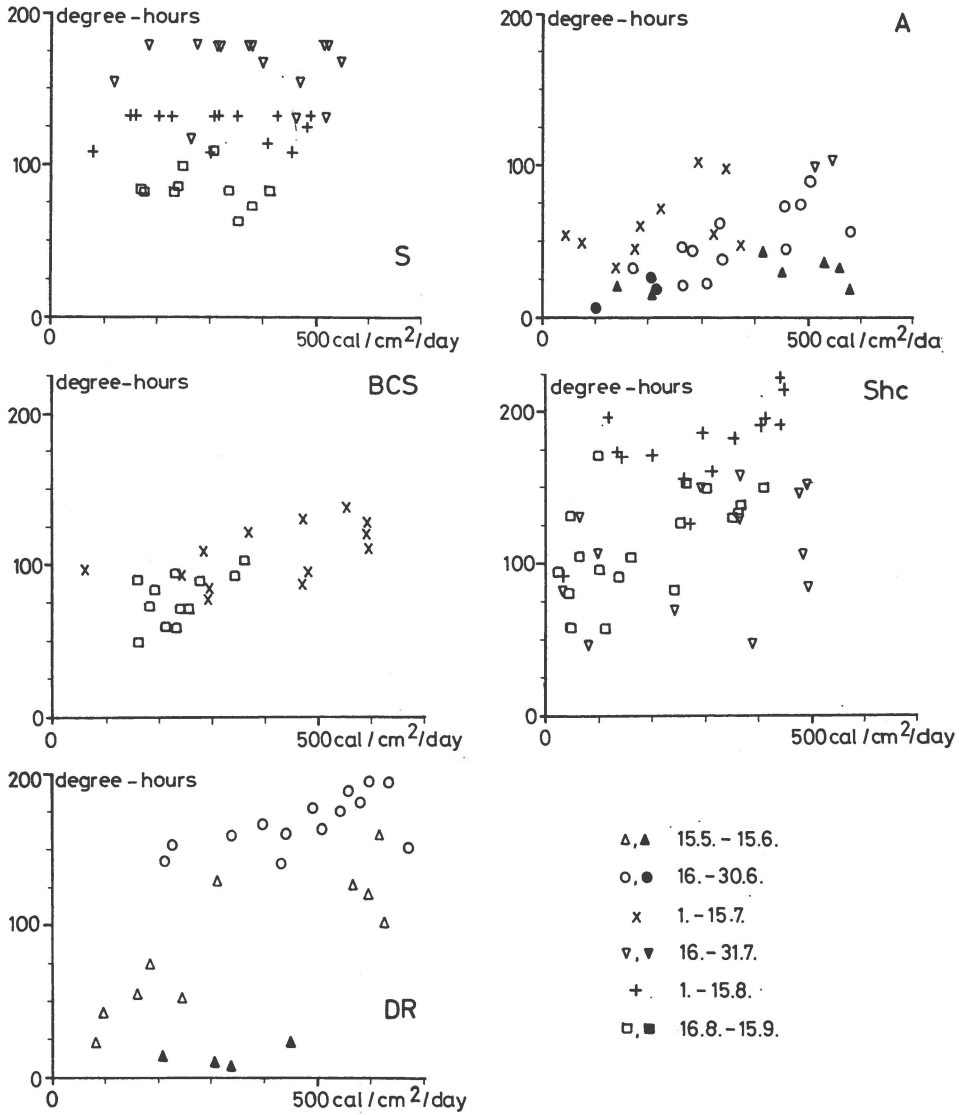 200 degree-hours
100
S
0
0 500 cal/cm²/day
200 degree-hours A
100
0
0 500 cal/cm²/day
degree-hours BCS
200
100
0
0 500 cal/cm²/day
degree-hours Shc
200
100
0
0 500 cal/cm²/day
200 degree-hours
100
DR
0
0 500 cal/cm²/day
△,▲ 15.5.-15.6.
○,● 16.-30.6.
x 1.-15.7.
▽,▼ 16.-31.7.
+ 1.-15.8.
□,■ 16.8.-15.9.